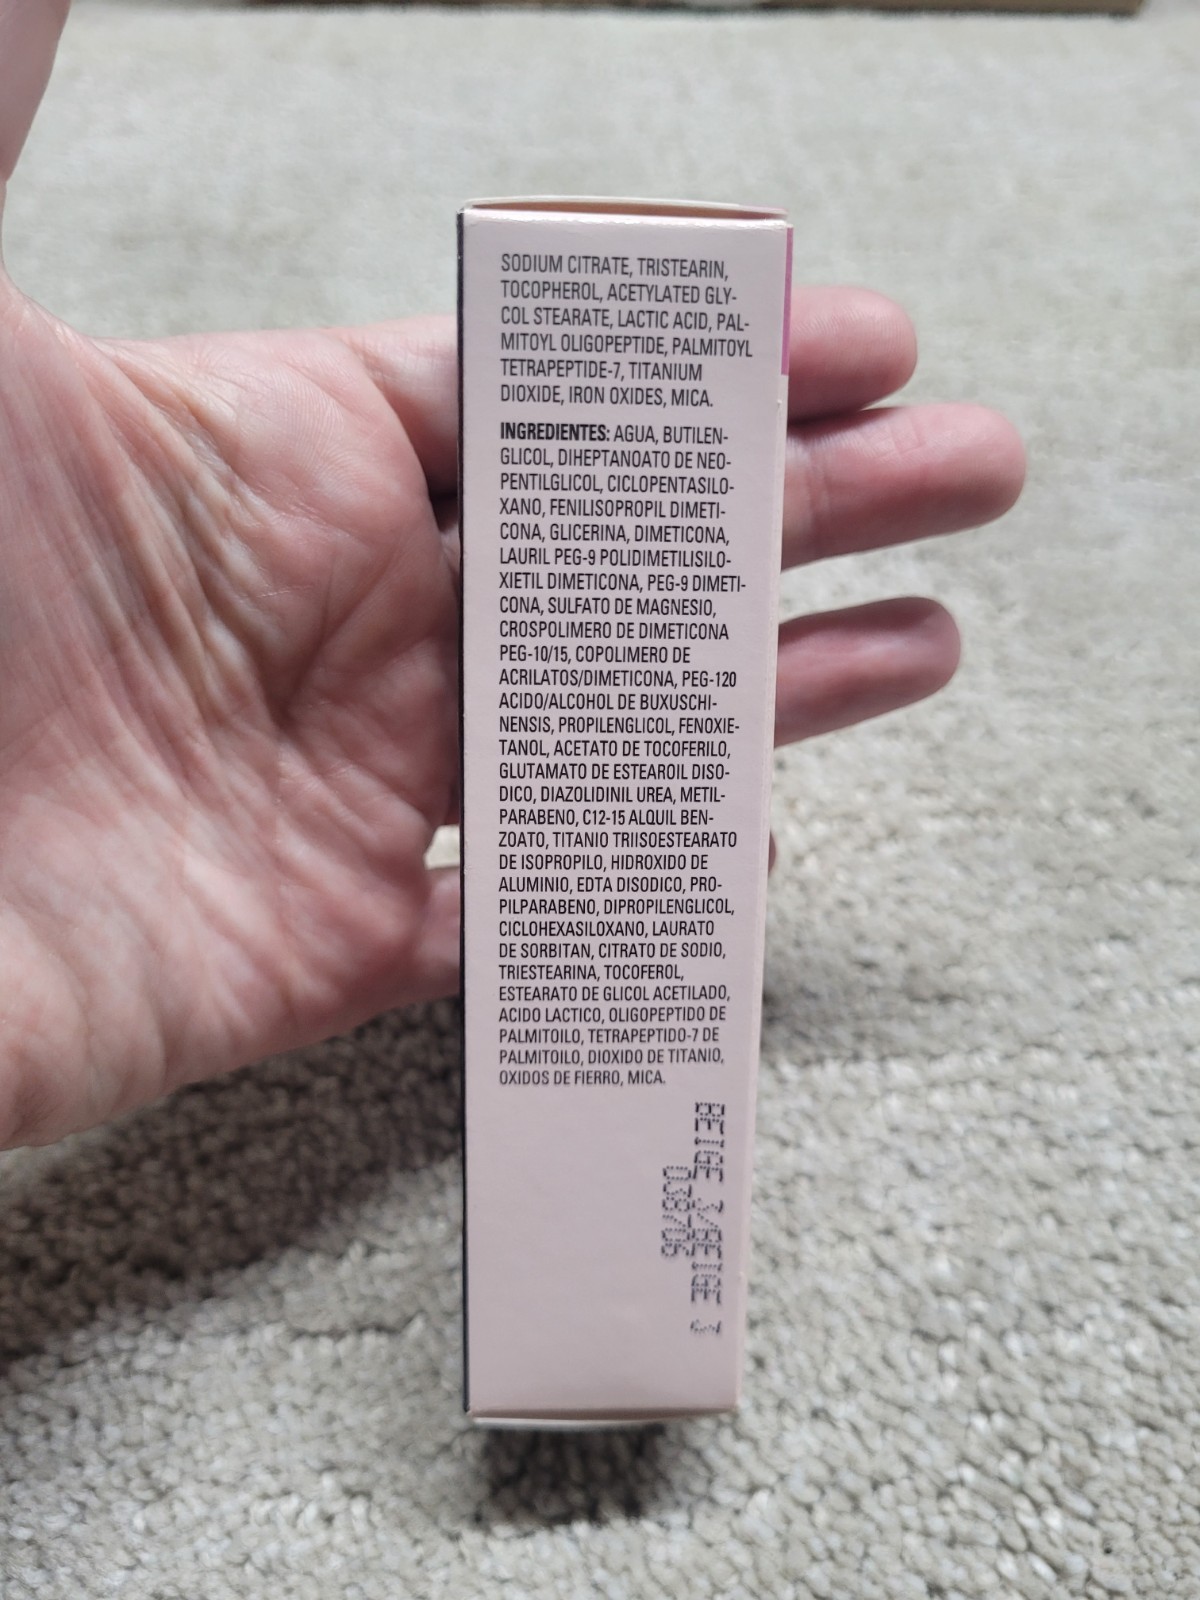 SODIUM CITRATE, TRISTEARIN,
TOCOPHEROL, ACETYLATED GLY-
COL STEARATE, LACTIC ACID, PAL-
MITOYL OLIGOPEPTIDE, PALMITOYL
TETRAPEPTIDE-7, TITANIUM
DIOXIDE, IRON OXIDES, MICA.
INGREDIENTES: AGUA, BUTILEN-
GLICOL, DIHEPTANOATO DE NEO-
PENTILGLICOL, CICLOPENTASILO-
XANO, FENILISOPROPIL DIMETI-
CONA, GLICERINA, DIMETICONA,
LAURIL PEG-9 POLIDIMETILISILO-
XIETIL DIMETICONA, PEG-9 DIMETI-
CONA, SULFATO DE MAGNESIO,
CROSPOLIMERO DE DIMETICONA
PEG-10/15, COPOLIMERO DE
ACRILATOS/DIMETICONA, PEG-120
ACIDO/ALCOHOL DE BUXUSCHI-
NENSIS, PROPILENGLICOL, FENOXIE-
TANOL, ACETATO DE TOCOFERILO,
GLUTAMATO DE ESTEAROIL DISO-
DICO, DIAZOLIDINIL UREA, METIL-
PARABENO, C12-15 ALQUIL BEN-
ZOATO, TITANIO TRIISOESTEARATO
DE ISOPROPILO, HIDROXIDO DE
ALUMINIO, EDTA DISODICO, PRO-
PILPARABENO, DIPROPILENGLICOL,
CICLOHEXASILOXANO, LAURATO
DE SORBITAN, CITRATO DE SODIO,
TRIESTEARINA, TOCOFEROL,
ESTEARATO DE GLICOL ACETILADO,
ACIDO LACTICO, OLIGOPEPTIDO DE
PALMITOILO, TETRAPEPTIDO-7 DE
PALMITOILO, DIOXIDO DE TITANIO,
OXIDOS DE FIERRO, MICA.
BEIGE 3/BEIGE 3